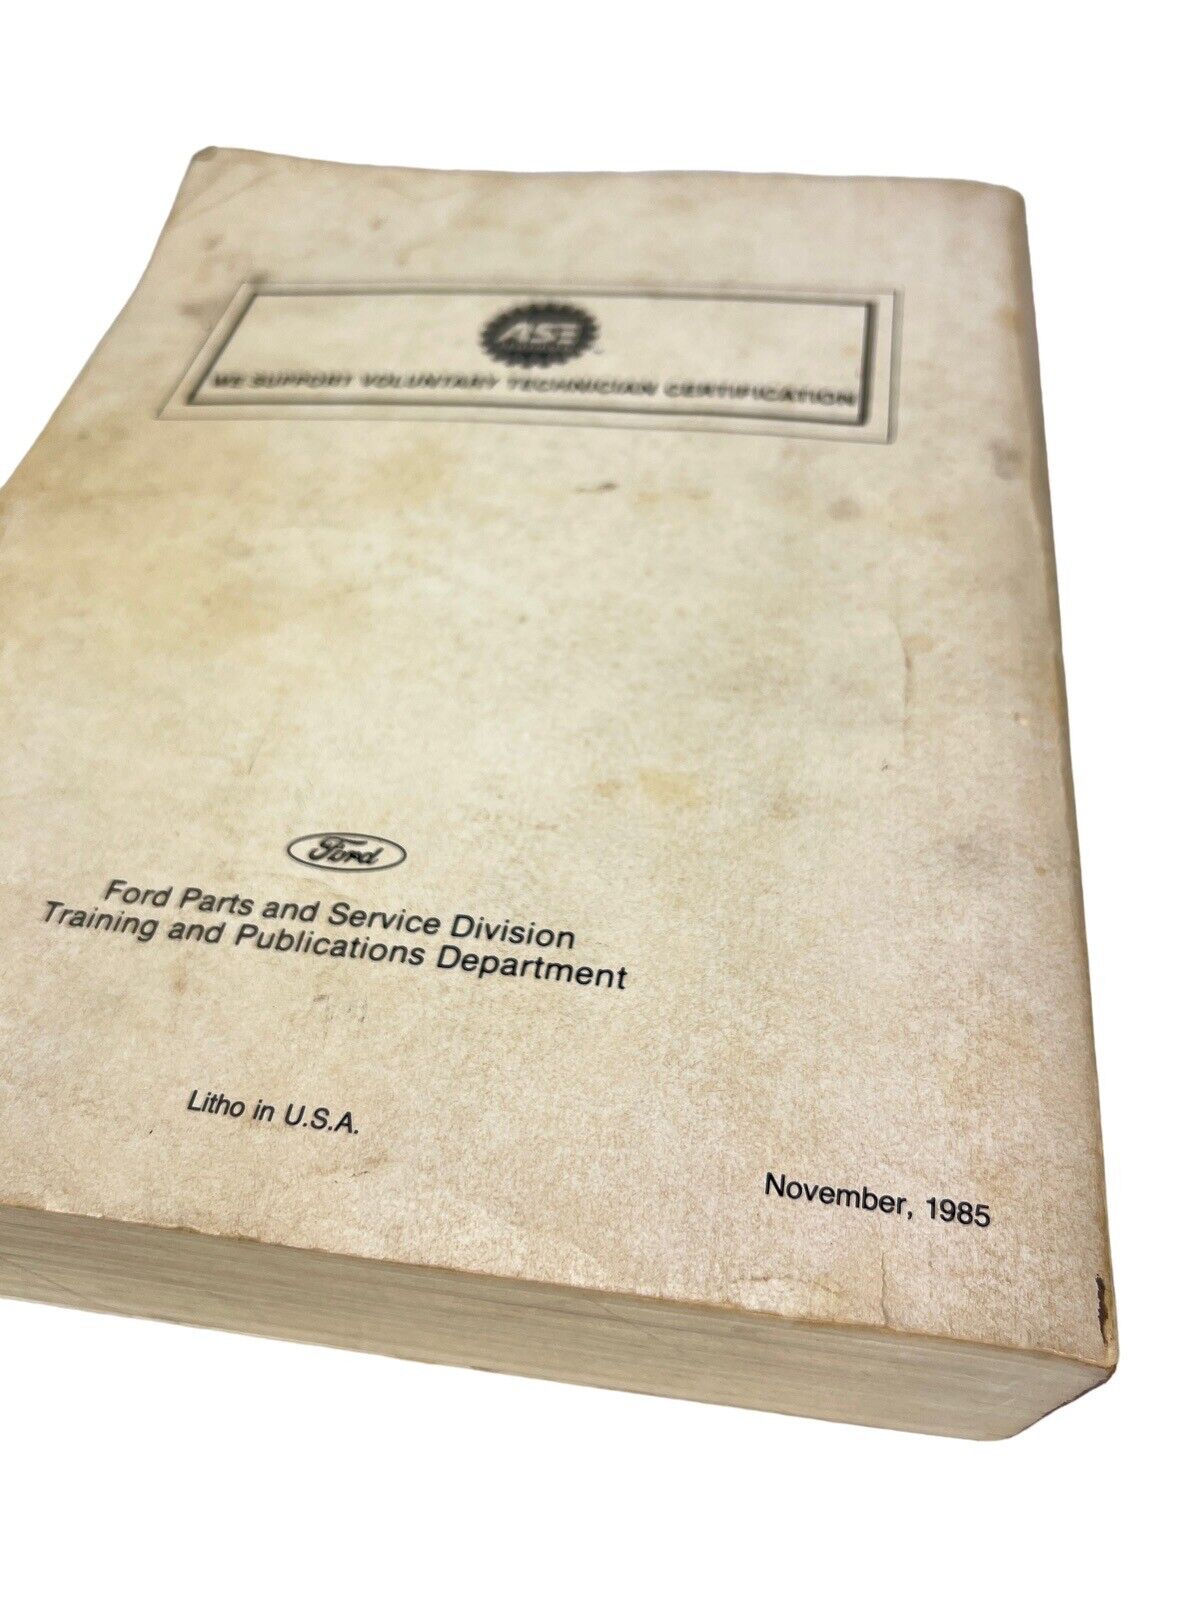 ASE
WE SUPPORT VOLUNTARY TECHNICIAN CERTIFICATION
Ford
Ford Parts and Service Division
Training and Publications Department
Litho in U.S.A.
November, 1985